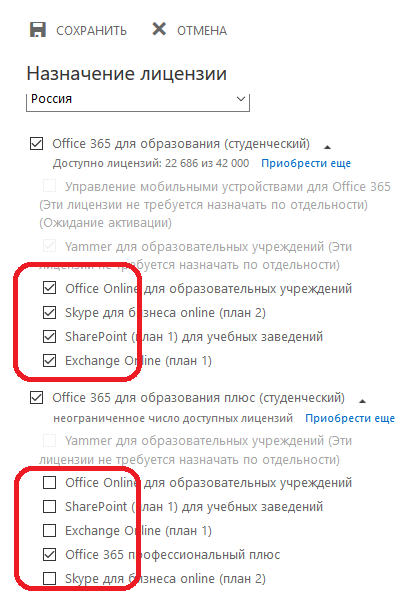 СОХРАНИТЬ ОТМЕНА
Назначение лицензии
Россия
Office 365 для образования (студенческий)
Доступно лицензий: 22 686 из 42 000 Приобрести еще
Управление мобильными устройствами для Office 365
(Эти лицензии не требуется назначать по отдельности)
(Ожидание активации)
Yammer для образовательных учреждений (Эти
лицензии не требуется назначать по отдельности)
Office Online для образовательных учреждений
Skype для бизнеса online (план 2)
SharePoint (план 1) для учебных заведений
Exchange Online (план 1)
Office 365 для образования плюс (студенческий)
неограниченное число доступных лицензий Приобрести еще
Yammer для образовательных учреждений (Эти
лицензии не требуется назначать по отдельности)
Office Online для образовательных учреждений
SharePoint (план 1) для учебных заведений
Exchange Online (план 1)
Office 365 профессиональный плюс
Skype для бизнеса online (план 2)